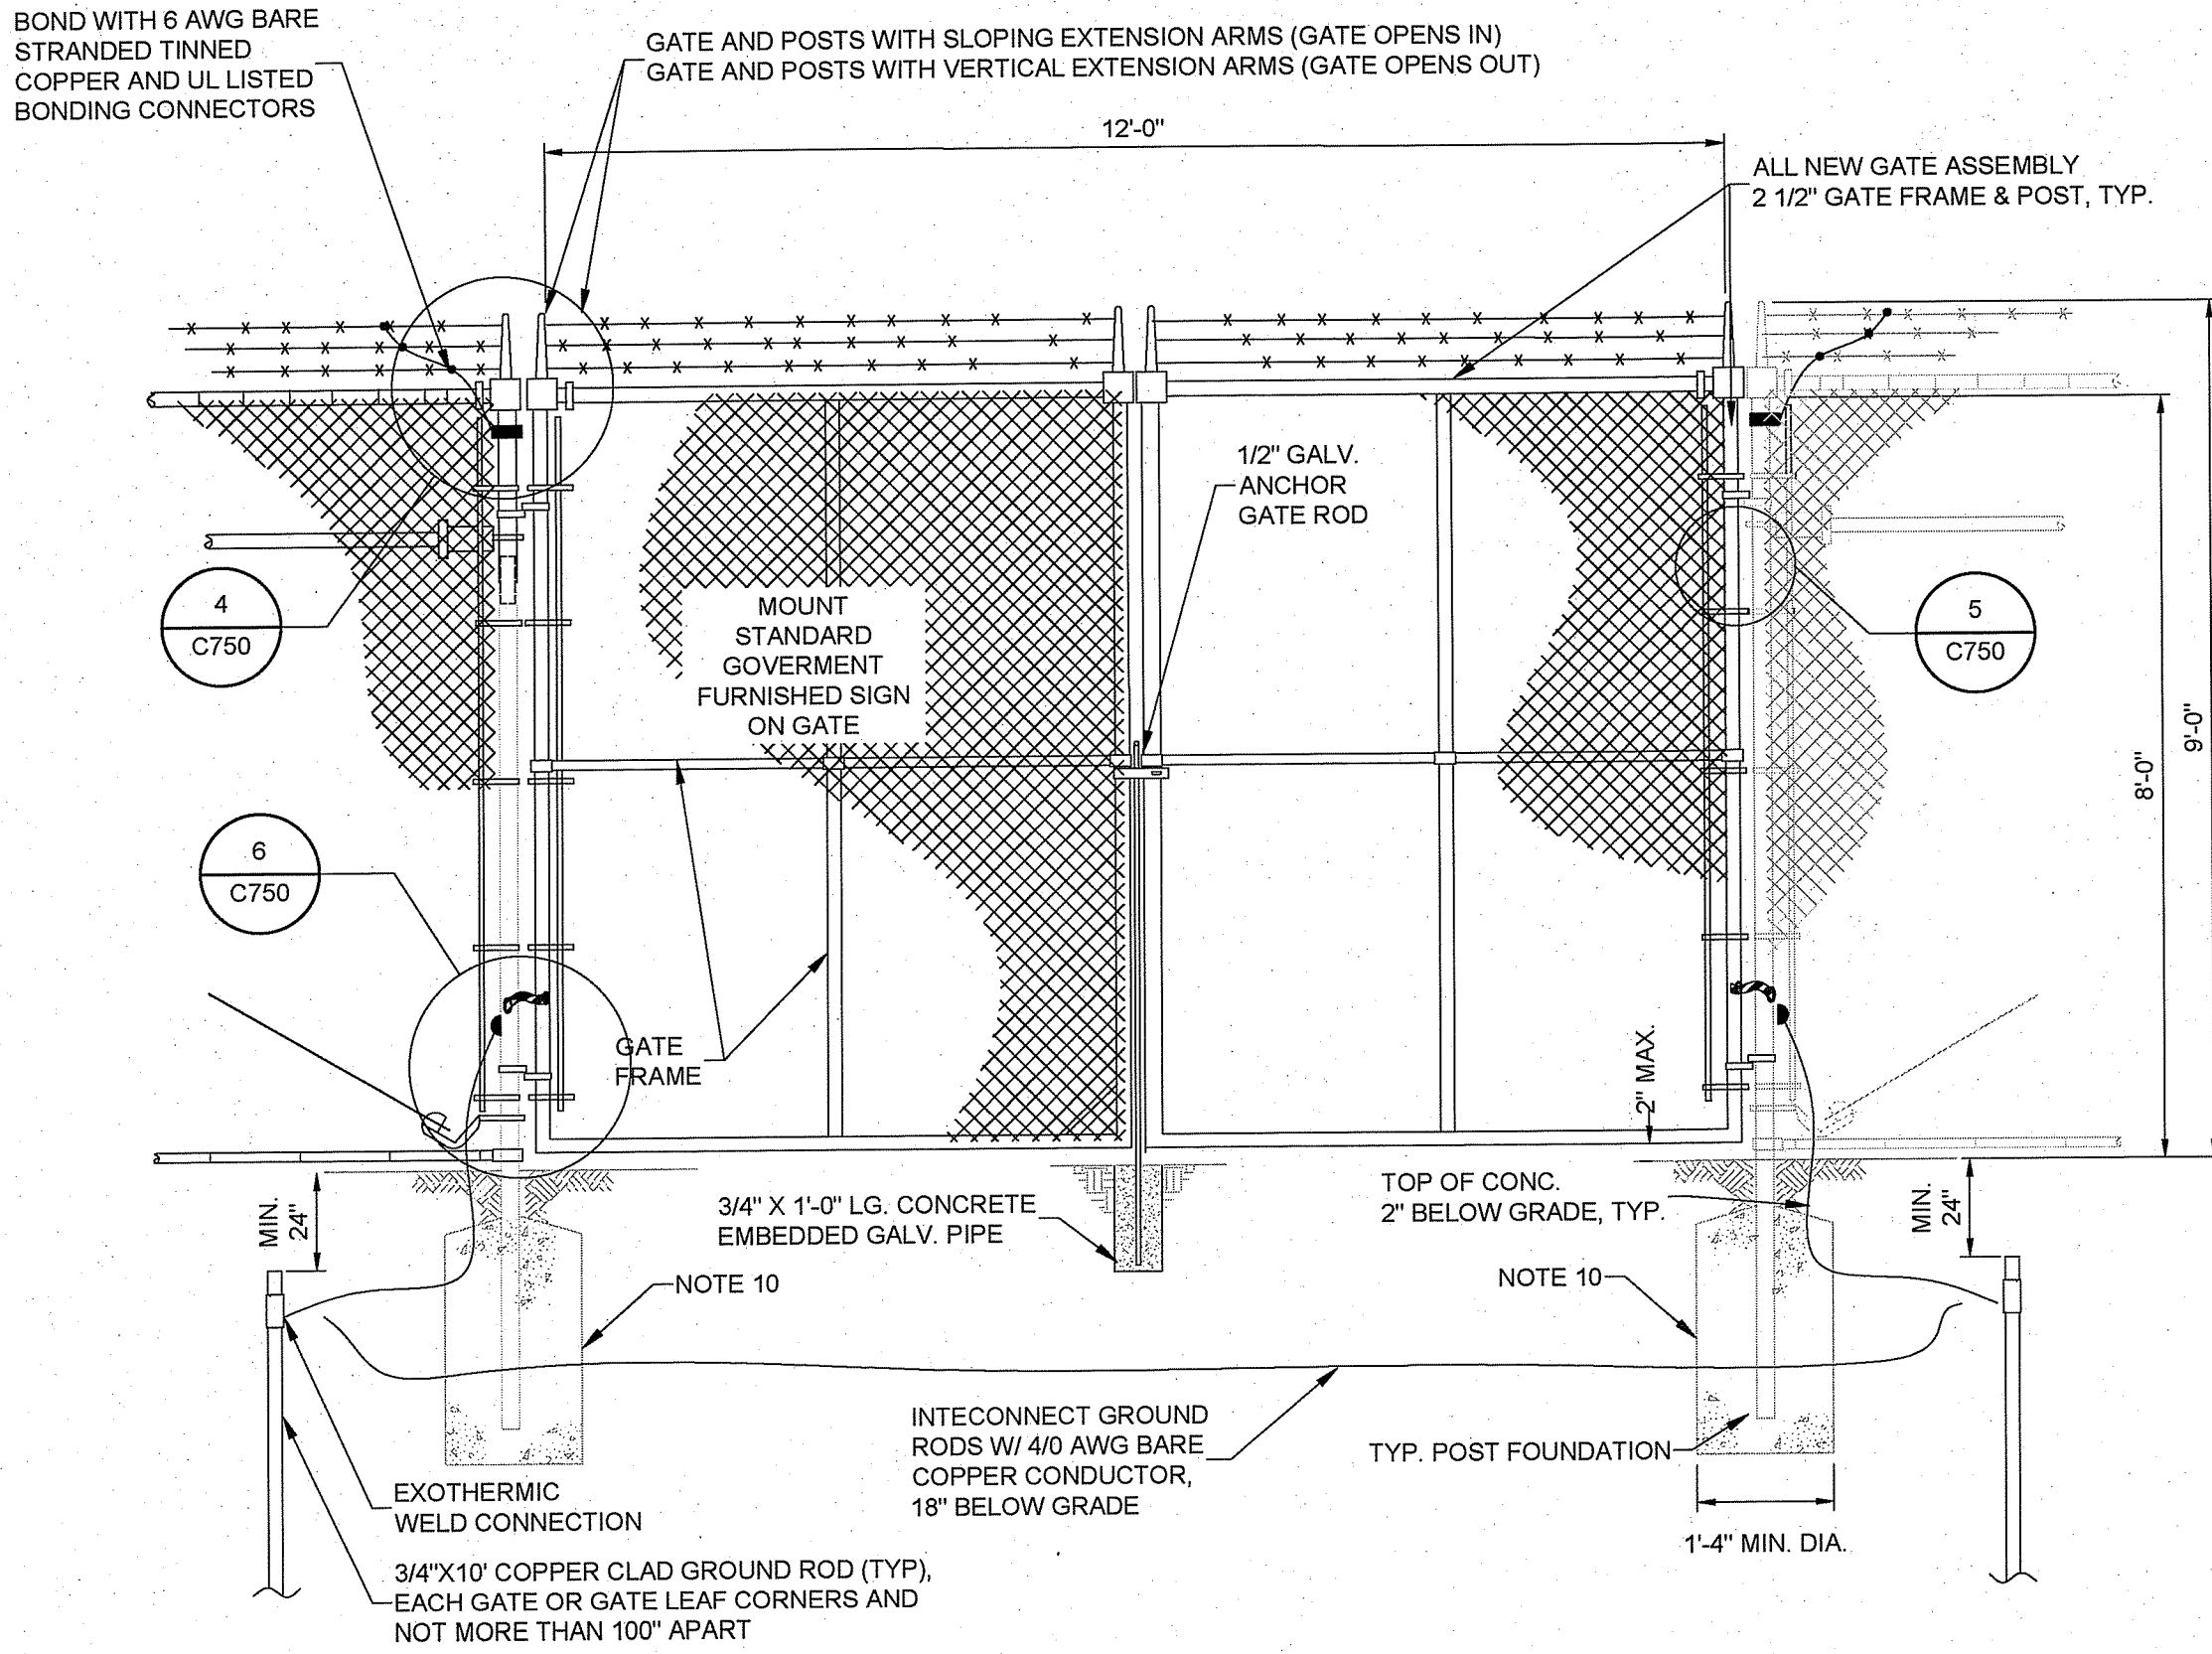 BOND WITH 6 AWG BARE
STRANDED TINNED
COPPER AND UL LISTED
BONDING CONNECTORS
GATE AND POSTS WITH SLOPING EXTENSION ARMS (GATE OPENS IN)
GATE AND POSTS WITH VERTICAL EXTENSION ARMS (GATE OPENS OUT)
12'-0"
ALL NEW GATE ASSEMBLY
2 1/2" GATE FRAME & POST, TYP.
1/2" GALV.
ANCHOR
GATE ROD
4
C750
MOUNT
STANDARD
GOVERMENT
FURNISHED SIGN
ON GATE
5
C750
9'-0"
8'-0"
6
C750
GATE
FRAME
2" MAX.
MIN.
24"
3/4" X 1'-0" LG. CONCRETE
EMBEDDED GALV. PIPE
TOP OF CONC.
2" BELOW GRADE, TYP.
MIN.
24"
NOTE 10
NOTE 10
INTECONNECT GROUND
RODS W/ 4/0 AWG BARE
COPPER CONDUCTOR,
18" BELOW GRADE
TYP. POST FOUNDATION
1'-4" MIN. DIA.
EXOTHERMIC
WELD CONNECTION
3/4"X10' COPPER CLAD GROUND ROD (TYP),
EACH GATE OR GATE LEAF CORNERS AND
NOT MORE THAN 100" APART